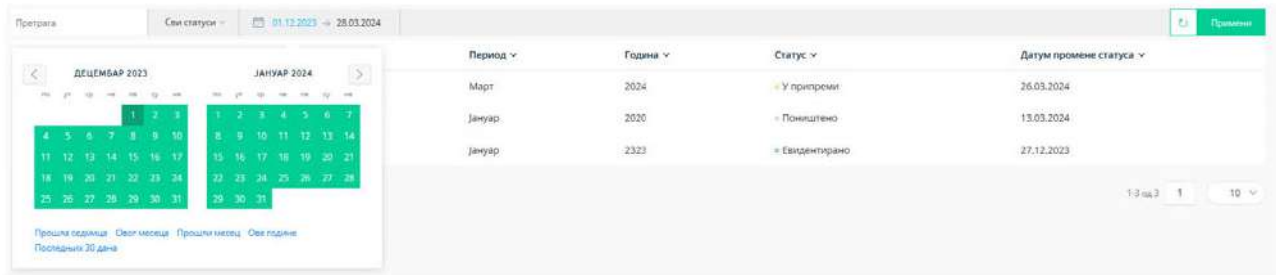 Претрага Сви статуси 01.12.2023 → 28.03.2024 Примени
Период Година Статус Датум промене статуса
ДЕЦЕМБАР 2023 ЈАНУАР 2024
Март 2024 У припреми 26.03.2024
1 2 3 1 2 3 4 5 6 7
Јануар 2020 Поништено 13.03.2024
4 5 6 7 8 9 10 8 9 10 11 12 13 14
Јануар 2323 Евидентирано 27.12.2023
11 12 13 14 15 16 17 15 16 17 18 19 20 21
18 19 20 21 22 23 24 22 23 24 25 26 27 28
1-3 од 3 1 10
25 26 27 28 29 30 31 29 30 31
Прошла седмица Овог месеца Прошли месец Ове године
Последњих 30 дана